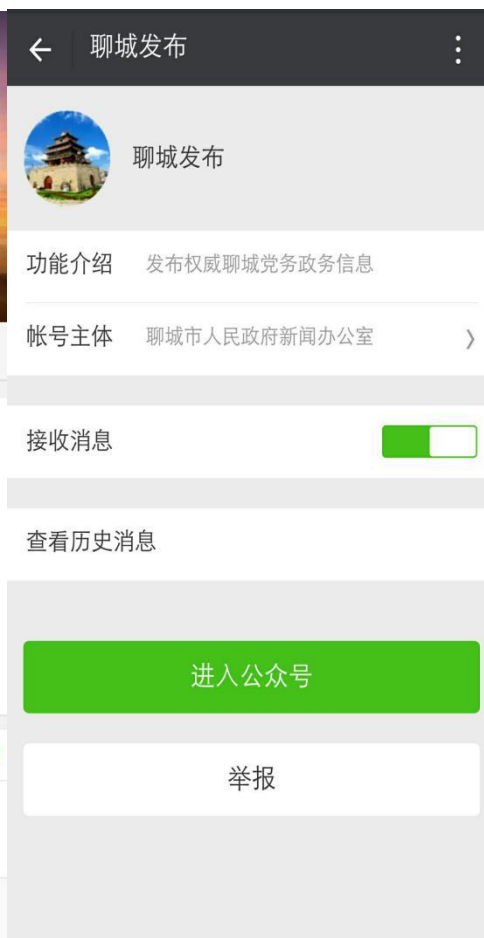 聊城发布
聊城发布
功能介绍 发布权威聊城党务政务信息
帐号主体 聊城市人民政府新闻办公室
接收消息
查看历史消息
进入公众号
举报